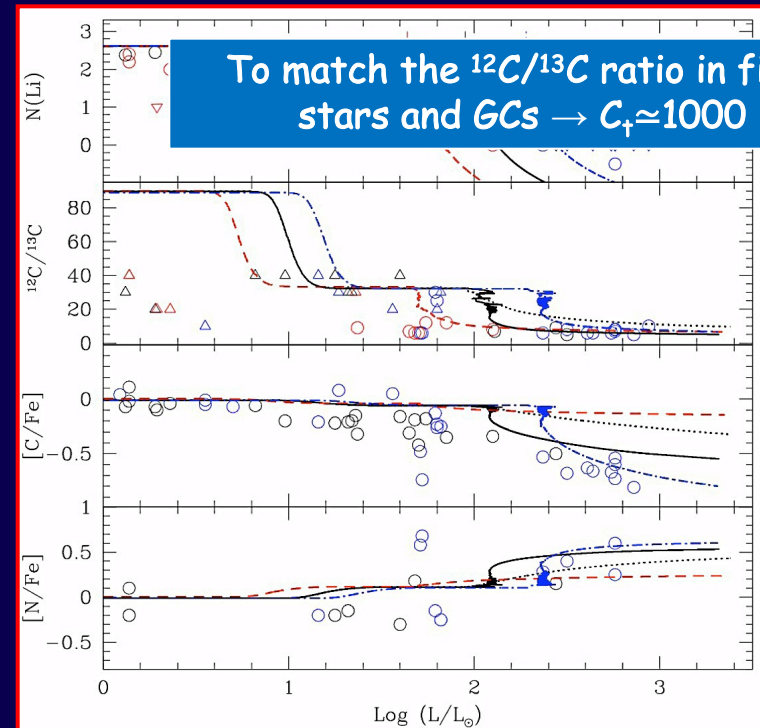 To match the ¹²C/¹³C ratio in
stars and GCs → Cₜ≃1000
N(Li)
3
2
1
0
¹²C/¹³C
80
60
40
20
0
[C/Fe]
0
−0.5
1
[N/Fe]
0.5
0
−0.5
0 1 2 3
Log (L/L☉)